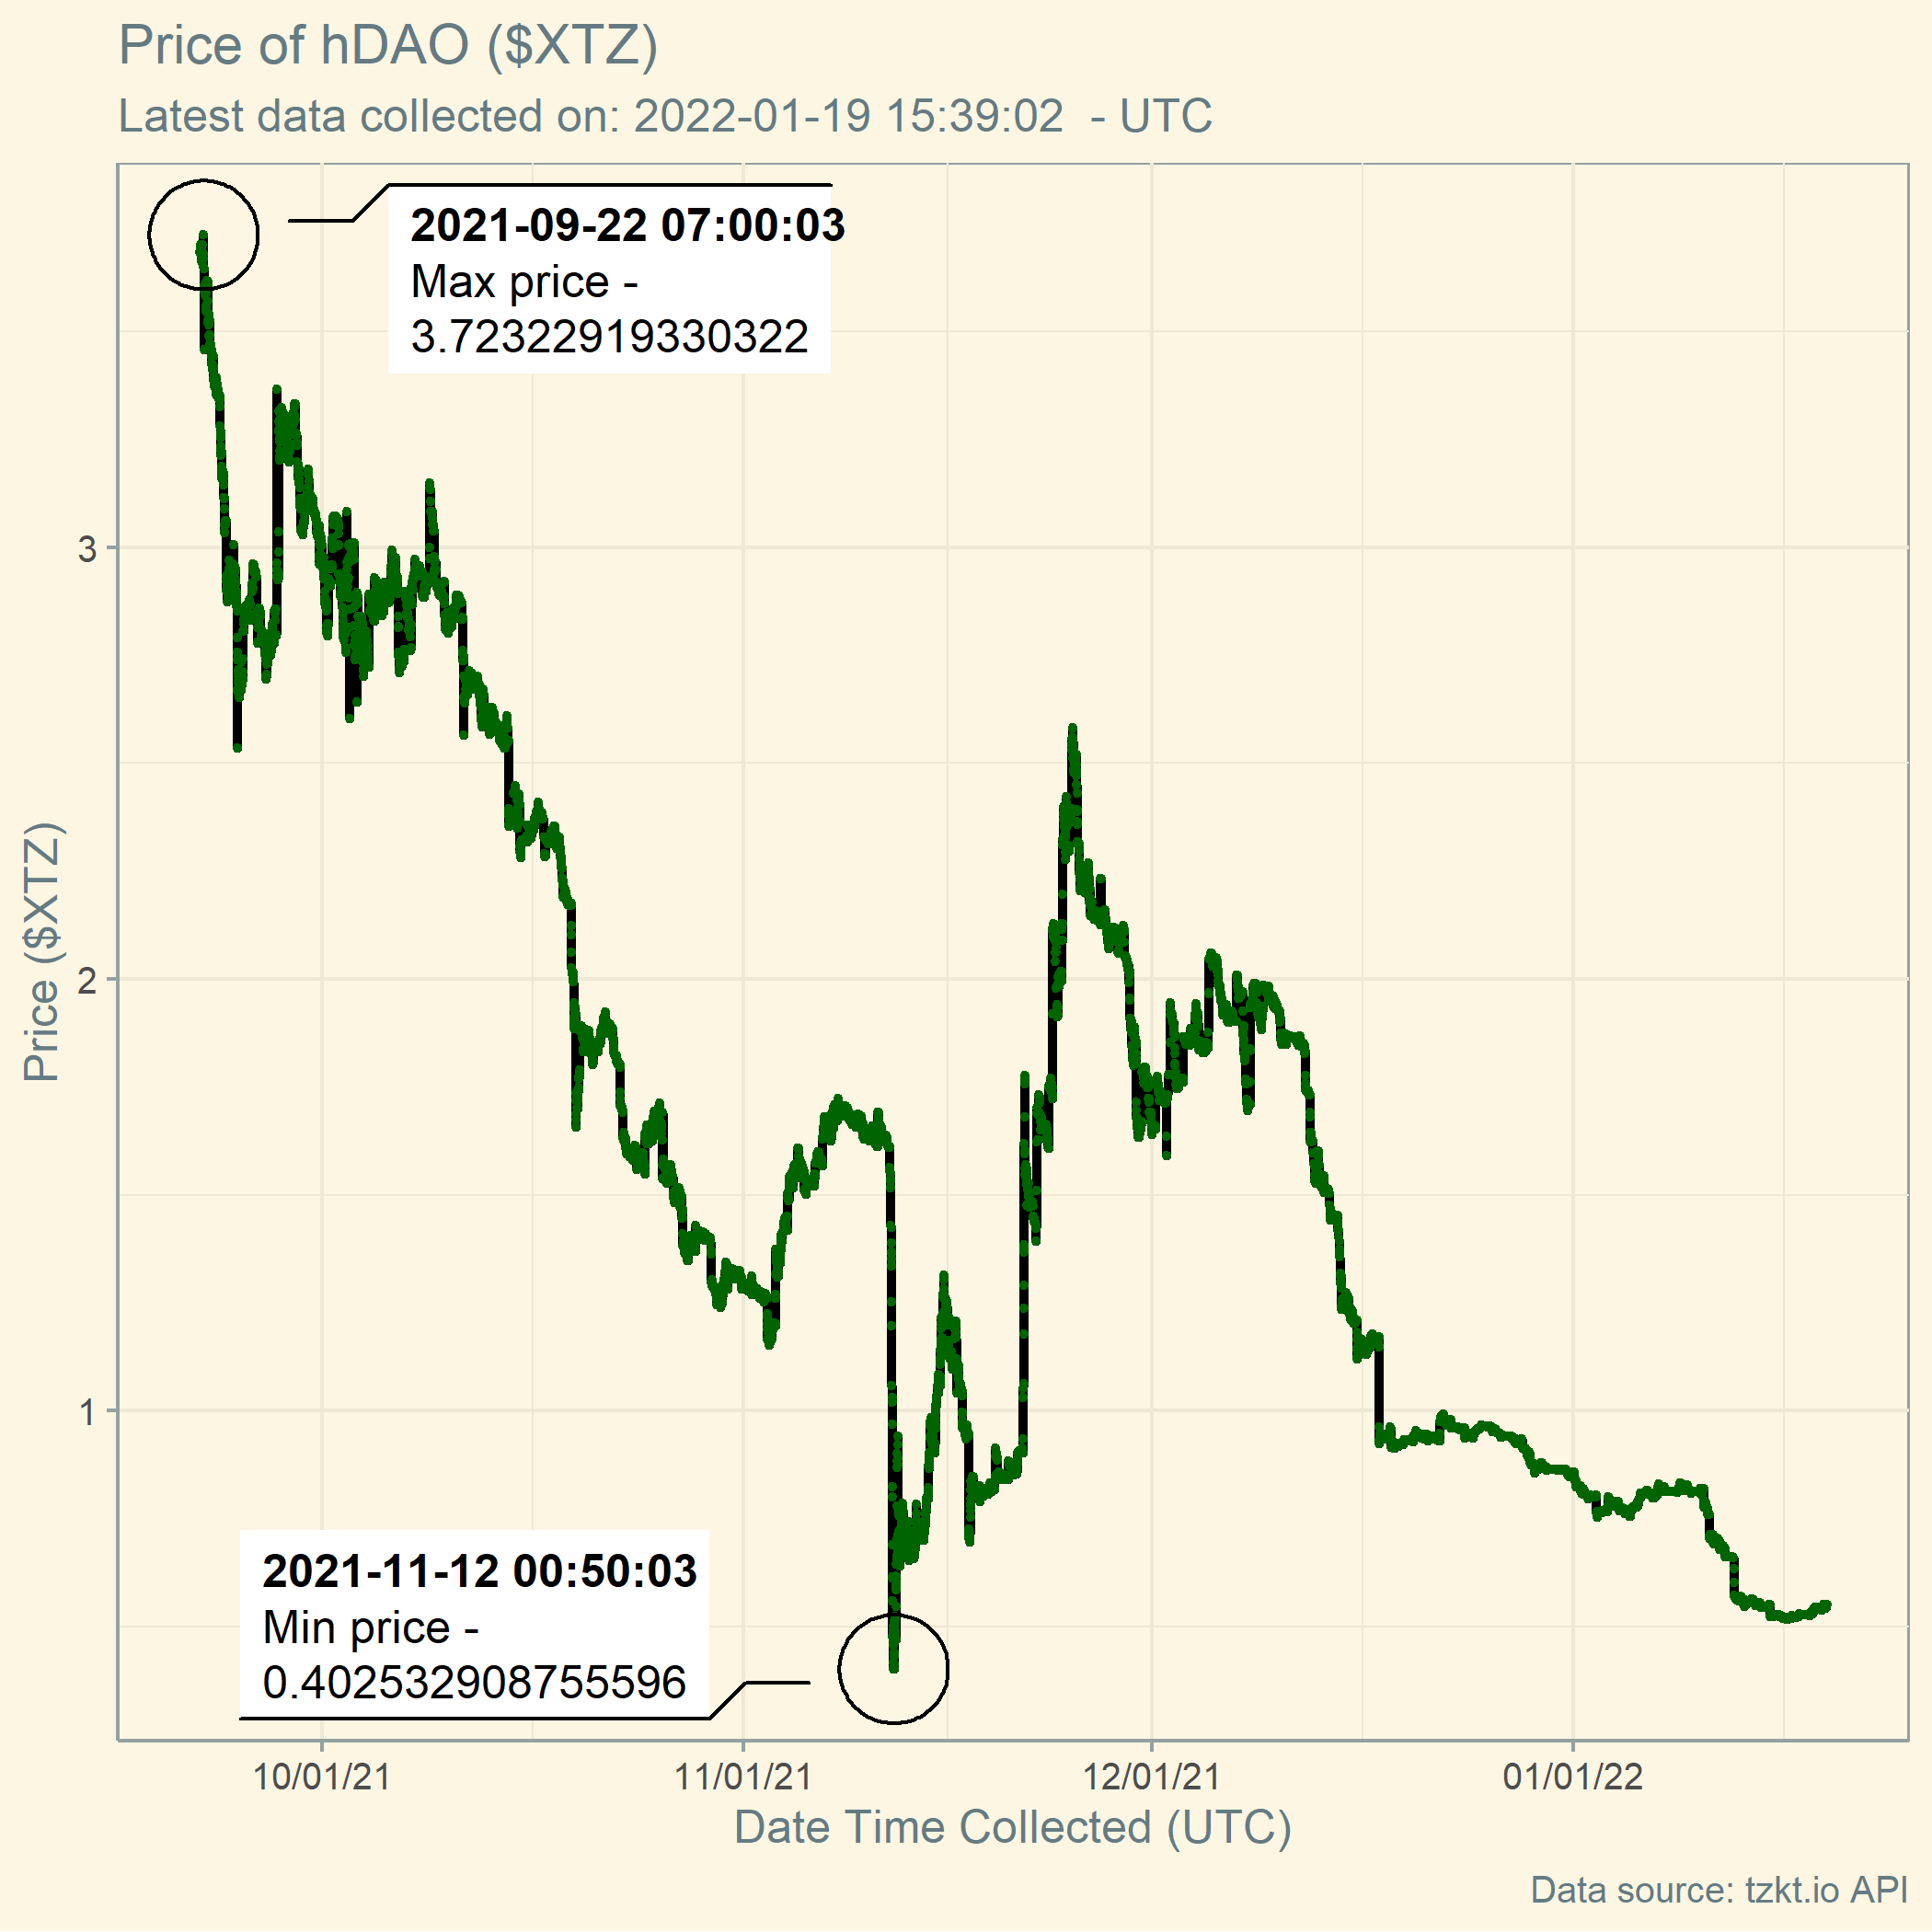 Price of hDAO ($XTZ)
Latest data collected on: 2022-01-19 15:39:02  - UTC
2021-09-22 07:00:03
Max price -
3.72322919330322
3
2
1
Price ($XTZ)
2021-11-12 00:50:03
Min price -
0.402532908755596
10/01/21 11/01/21 12/01/21 01/01/22
Date Time Collected (UTC)
Data source: tzkt.io API